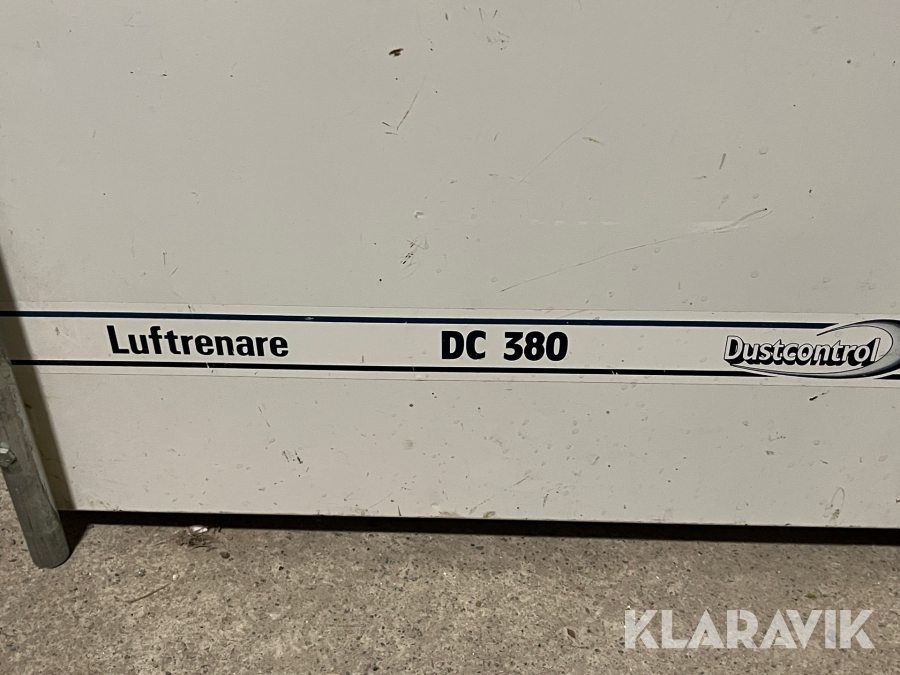 Luftrenare DC 380 Dustcontrol
KLARAVIK